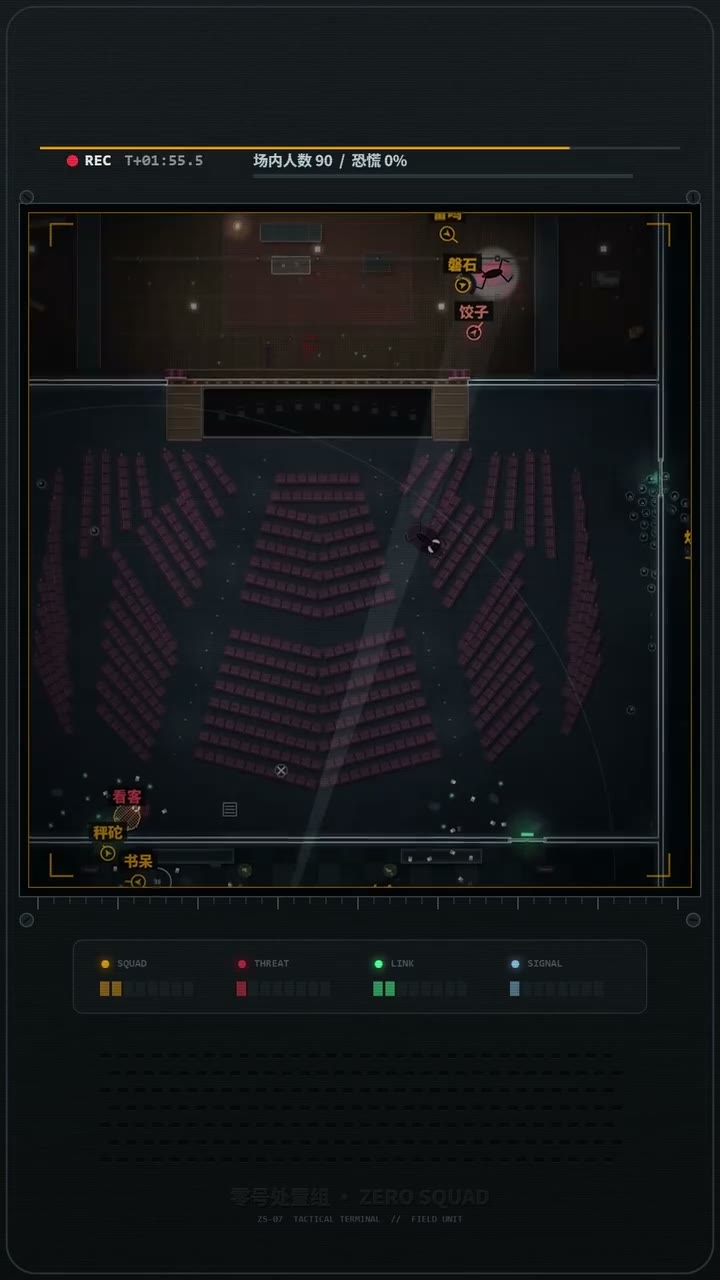 REC T+01:55.5 场内人数 90 / 恐慌 0%
磐石
饺子
看客
秤砣
书呆
SQUAD THREAT LINK SIGNAL
零号处置组 · ZERO SQUAD
ZS-07 TACTICAL TERMINAL // FIELD UNIT